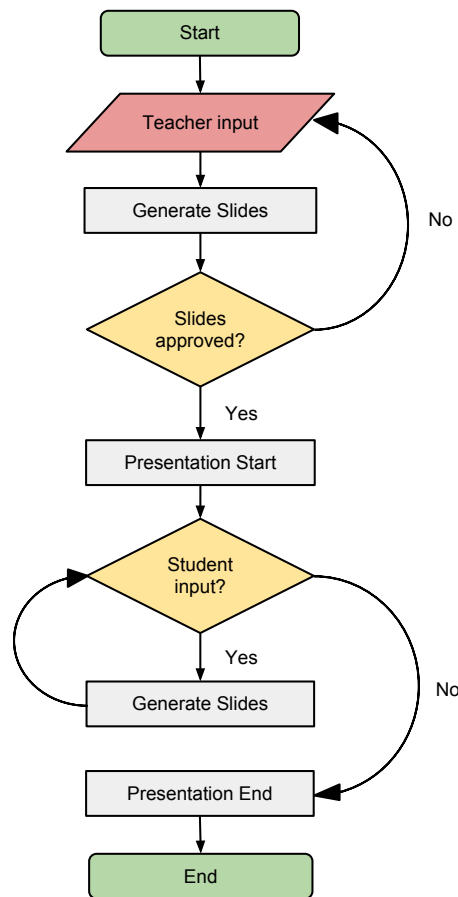 Start
Teacher input
Generate Slides
No
Slides
approved?
Yes
Presentation Start
Student
input?
Yes
Generate Slides
No
Presentation End
End